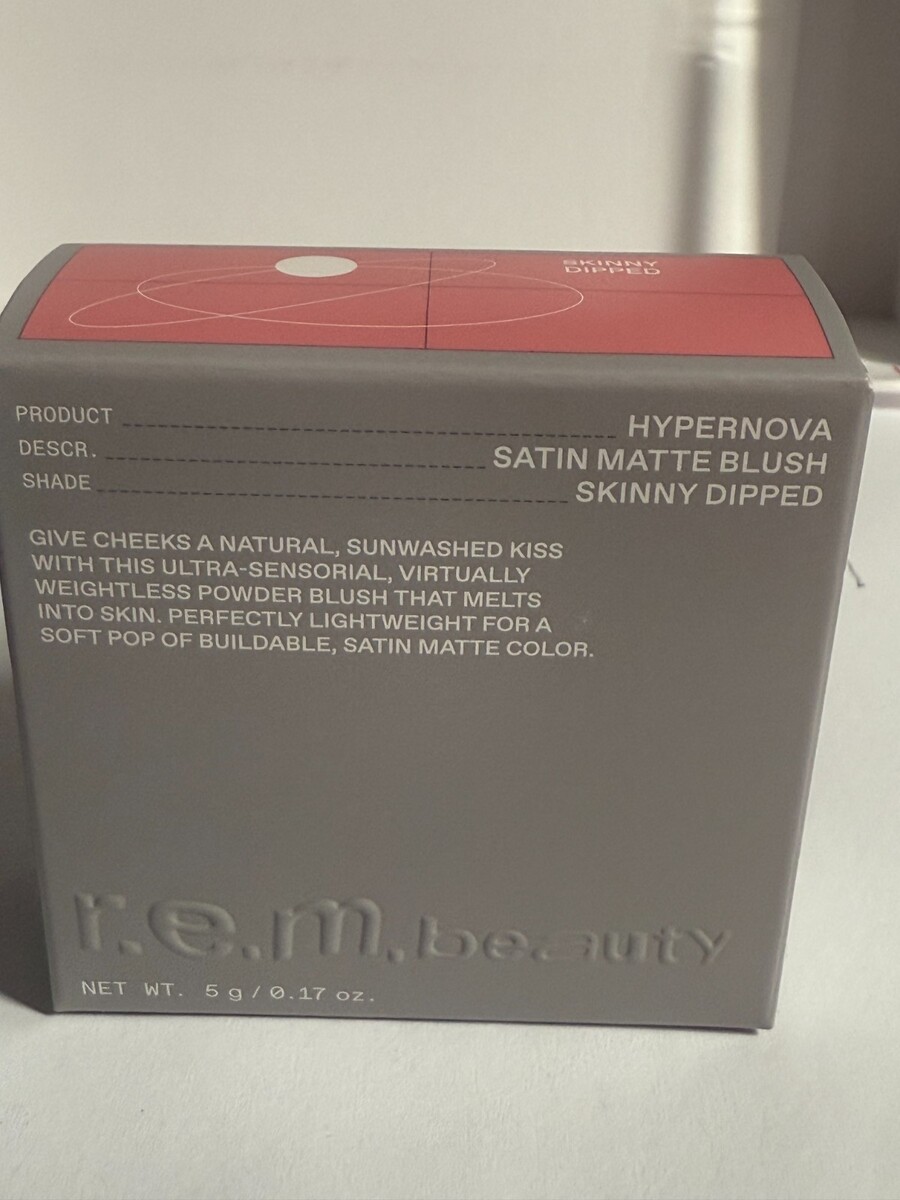 SKINNY
DIPPED
PRODUCT HYPERNOVA
DESCR. SATIN MATTE BLUSH
SHADE SKINNY DIPPED
GIVE CHEEKS A NATURAL, SUNWASHED KISS
WITH THIS ULTRA-SENSORIAL, VIRTUALLY
WEIGHTLESS POWDER BLUSH THAT MELTS
INTO SKIN. PERFECTLY LIGHTWEIGHT FOR A
SOFT POP OF BUILDABLE, SATIN MATTE COLOR.
r.e.m.beauty
NET WT. 5 g / 0.17 oz.